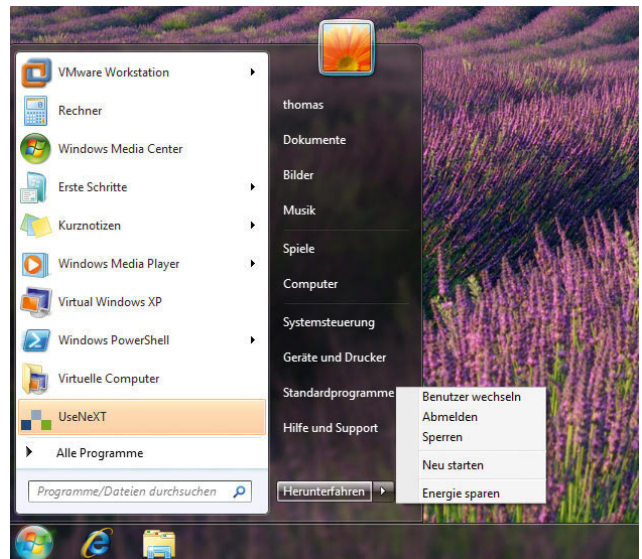 VMware Workstation
Rechner
Windows Media Center
Erste Schritte
Kurznotizen
Windows Media Player
Virtual Windows XP
Windows PowerShell
Virtuelle Computer
UseNeXT
Alle Programme
Programme/Dateien durchsuchen
thomas
Dokumente
Bilder
Musik
Spiele
Computer
Systemsteuerung
Geräte und Drucker
Standardprogramme
Hilfe und Support
Herunterfahren
Benutzer wechseln
Abmelden
Sperren
Neu starten
Energie sparen